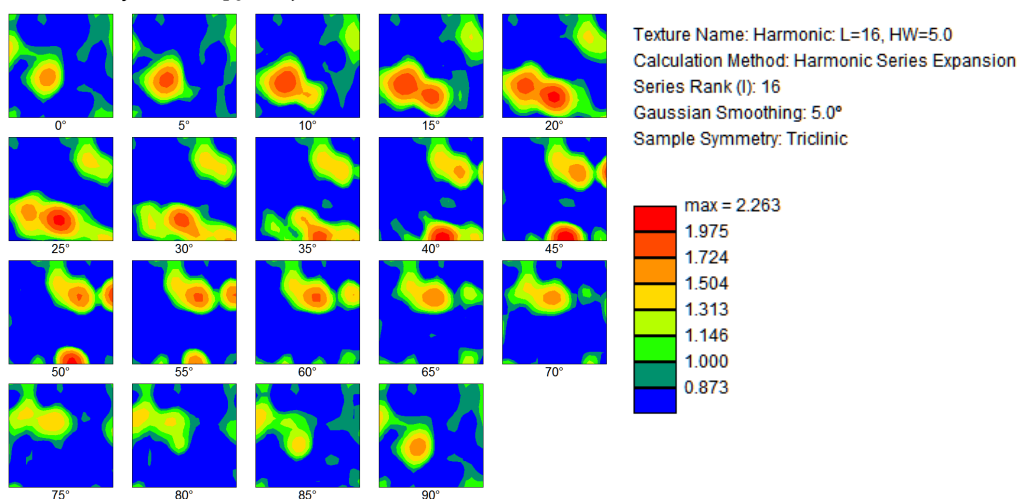 Texture Name: Harmonic: L=16, HW=5.0
Calculation Method: Harmonic Series Expansion
Series Rank (l): 16
Gaussian Smoothing: 5.0º
Sample Symmetry: Triclinic
max = 2.263
1.975
1.724
1.504
1.313
1.146
1.000
0.873
0° 5° 10° 15° 20°
25° 30° 35° 40° 45°
50° 55° 60° 65° 70°
75° 80° 85° 90°